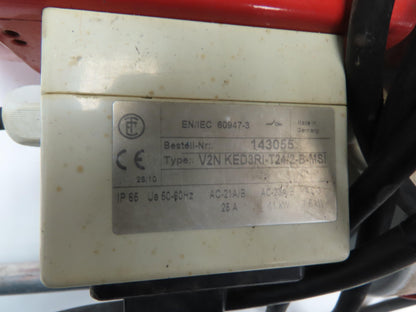 EN/IEC 60947-3
Made in
Germany
Bestell-Nr.: 143055
Type: V2N KED3RI-T24/2-B-MSI
CE
IP 65 Ue 50-60Hz AC-21A/B
25 A